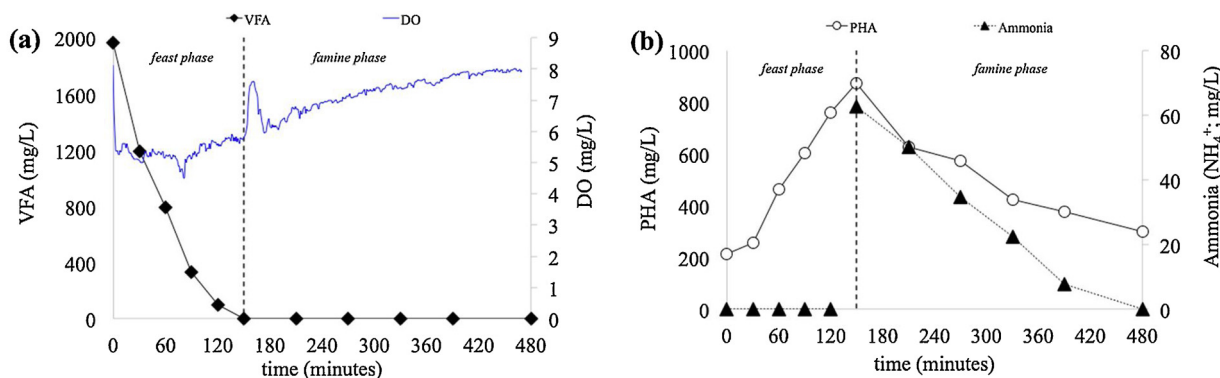 (a)
VFA
DO
2000
1600
1200
800
400
0
VFA (mg/L)
feast phase
famine phase
9
8
7
6
5
4
3
2
1
0
DO (mg/L)
0 60 120 180 240 300 360 420 480
time (minutes)
(b)
PHA
Ammonia
1000
800
600
400
200
0
PHA (mg/L)
feast phase
famine phase
80
60
40
20
0
Ammonia (NH₄⁺; mg/L)
0 60 120 180 240 300 360 420 480
time (minutes)